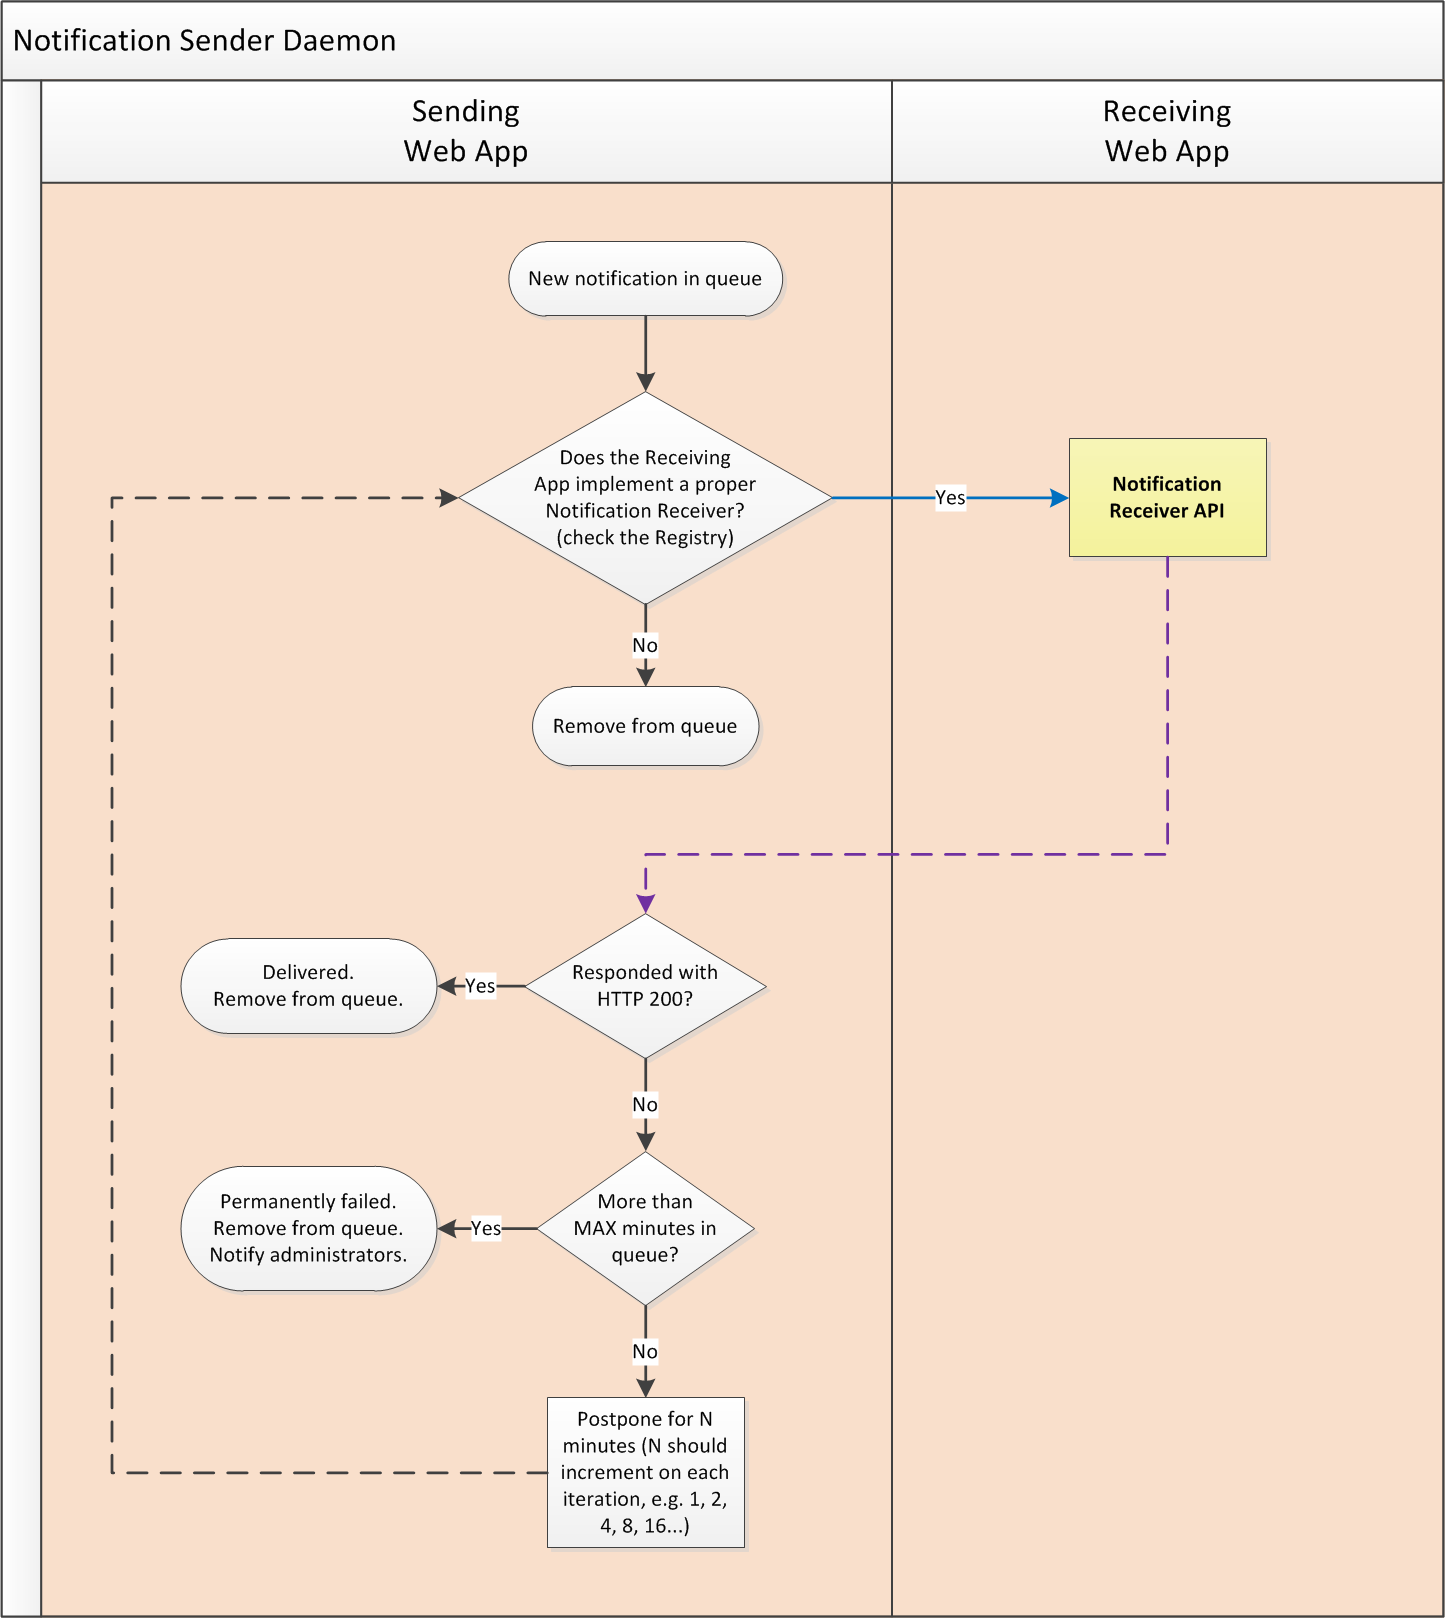 Notification Sender Daemon
Sending
Web App
Receiving
Web App
New notification in queue
Does the Receiving
App implement a proper
Notification Receiver?
(check the Registry)
Yes
Notification
Receiver API
No
Remove from queue
Responded with
HTTP 200?
Yes
Delivered.
Remove from queue.
No
More than
MAX minutes in
queue?
Yes
Permanently failed.
Remove from queue.
Notify administrators.
No
Postpone for N
minutes (N should
increment on each
iteration, e.g. 1, 2,
4, 8, 16...)